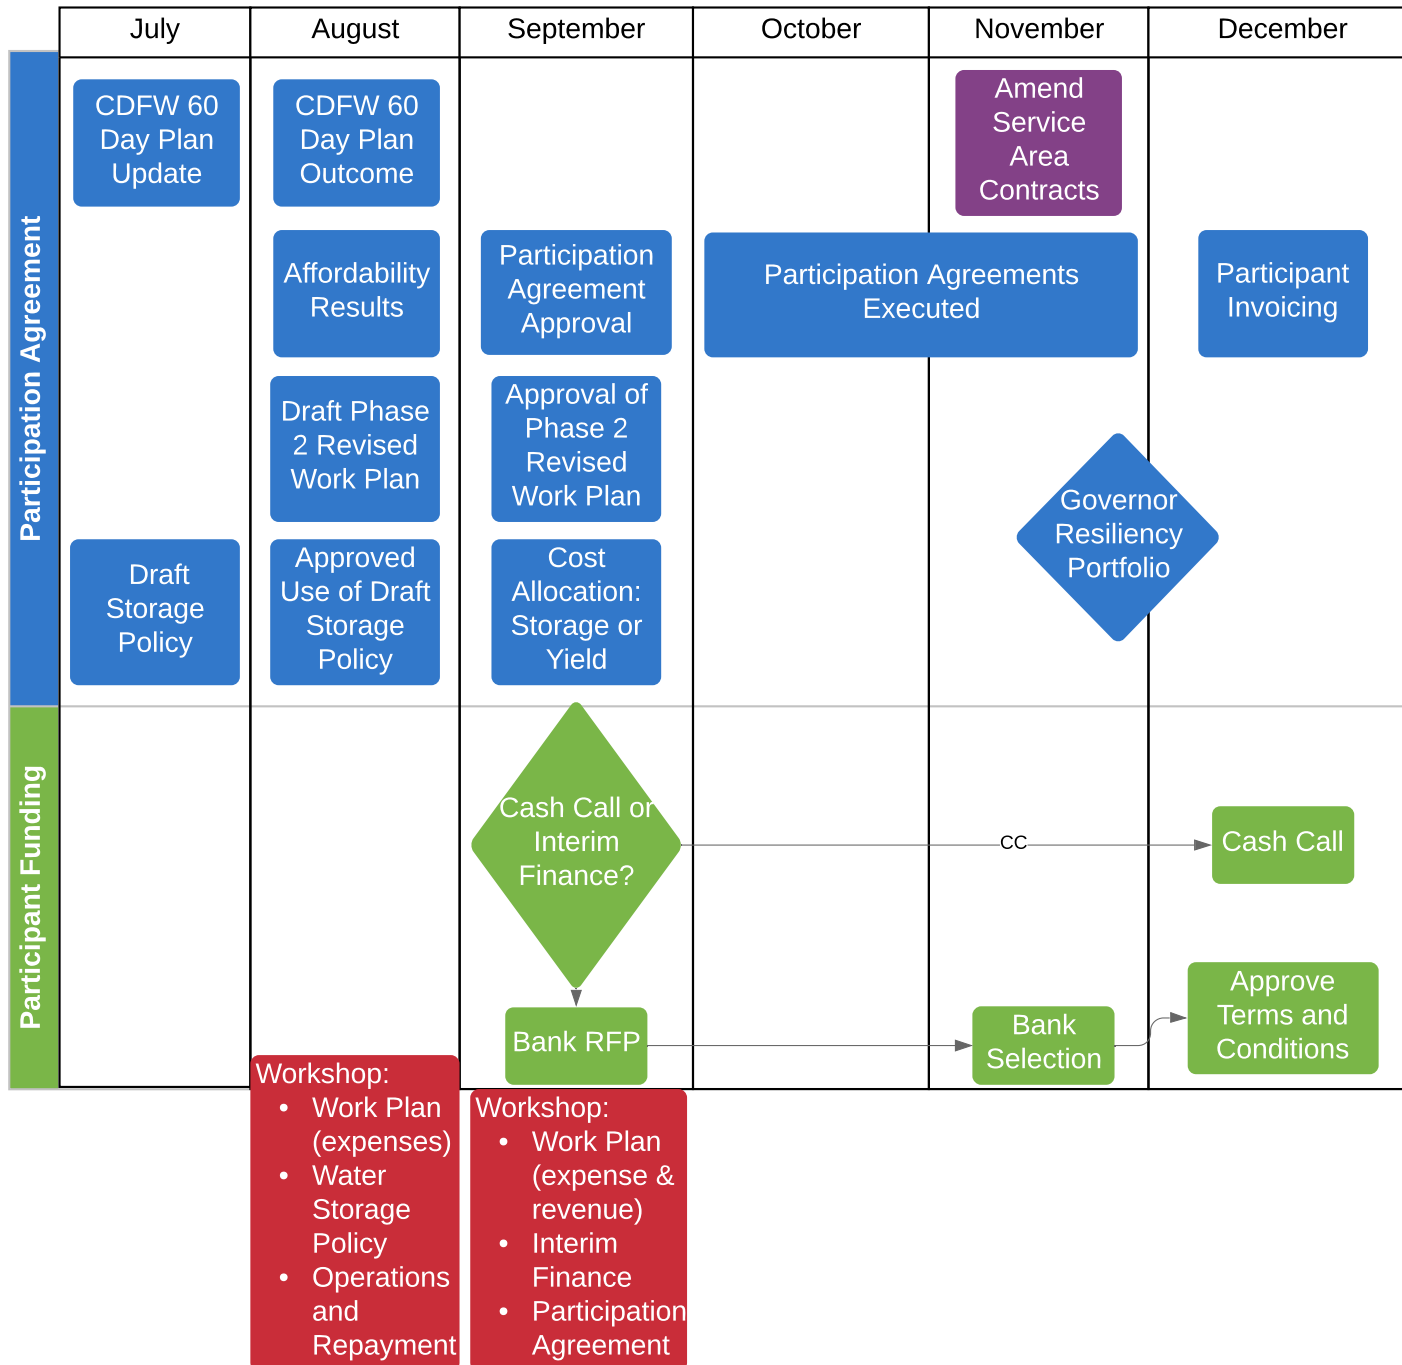 July
August
September
October
November
December
Participation Agreement
CDFW 60
Day Plan
Update
CDFW 60
Day Plan
Outcome
Amend
Service
Area
Contracts
Affordability
Results
Participation
Agreement
Approval
Participation Agreements
Executed
Participant
Invoicing
Draft Phase
2 Revised
Work Plan
Approval of
Phase 2
Revised
Work Plan
Governor
Resiliency
Portfolio
Draft
Storage
Policy
Approved
Use of Draft
Storage
Policy
Cost
Allocation:
Storage or
Yield
Participant Funding
Cash Call or
Interim
Finance?
CC
Cash Call
Bank RFP
Bank
Selection
Approve
Terms and
Conditions
Workshop:
• Work Plan
(expenses)
• Water
Storage
Policy
• Operations
and
Repayment
Workshop:
• Work Plan
(expense &
revenue)
• Interim
Finance
• Participation
Agreement